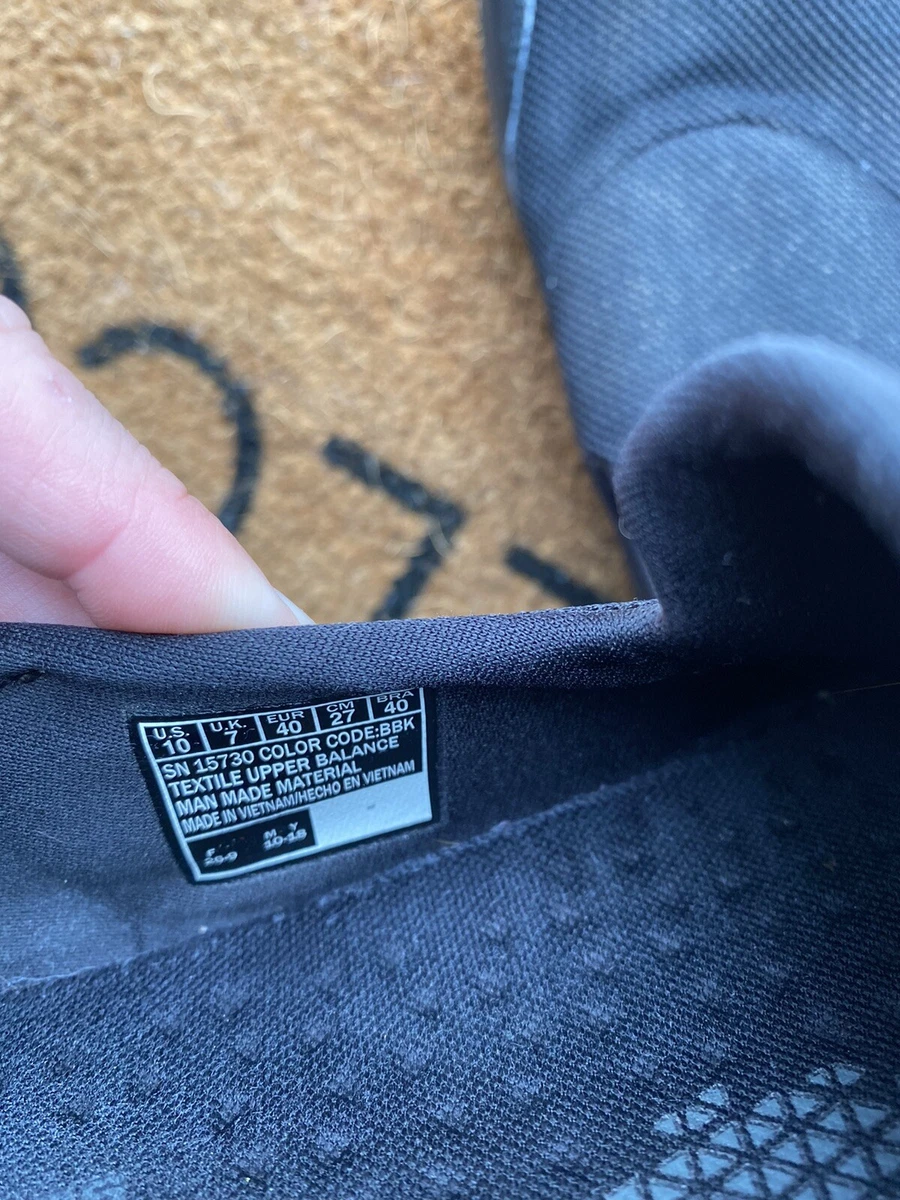 U.S. U.K. EUR CM BRA
10 7 40 27 40
SN 15730 COLOR CODE:BBK
TEXTILE UPPER BALANCE
MAN MADE MATERIAL
MADE IN VIETNAM/HECHO EN VIETNAM
F M Y
10-18